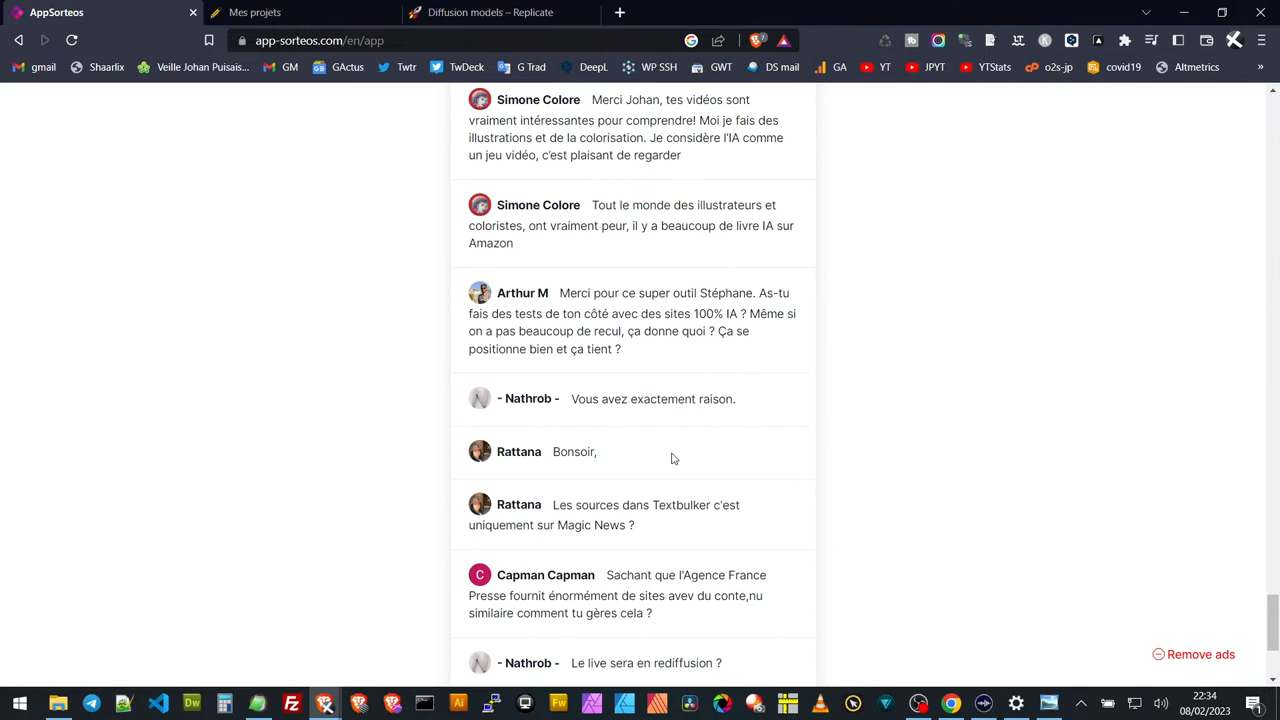 AppSorteos
Mes projets
Diffusion models – Replicate
app-sorteos.com/en/app
7
gmail
Shaarlix
Veille Johan Puisais...
GM
GActus
Twtr
TwDeck
G Trad
DeepL
WP SSH
GWT
DS mail
GA
YT
JPYT
YTStats
o2s-jp
covid19
Altmetrics
»
Simone Colore Merci Johan, tes vidéos sont
vraiment intéressantes pour comprendre! Moi je fais des
illustrations et de la colorisation. Je considère l'IA comme
un jeu vidéo, c'est plaisant de regarder
Simone Colore Tout le monde des illustrateurs et
coloristes, ont vraiment peur, il y a beaucoup de livre IA sur
Amazon
Arthur M Merci pour ce super outil Stéphane. As-tu
fais des tests de ton côté avec des sites 100% IA ? Même si
on a pas beaucoup de recul, ça donne quoi ? Ça se
positionne bien et ça tient ?
- Nathrob - Vous avez exactement raison.
Rattana Bonsoir,
Rattana Les sources dans Textbulker c'est
uniquement sur Magic News ?
C Capman Capman Sachant que l'Agence France
Presse fournit énormément de sites avev du conte,nu
similaire comment tu gères cela ?
- Nathrob - Le live sera en rediffusion ?
Remove ads
Dw
Ai
Fw
22:34
08/02/2023